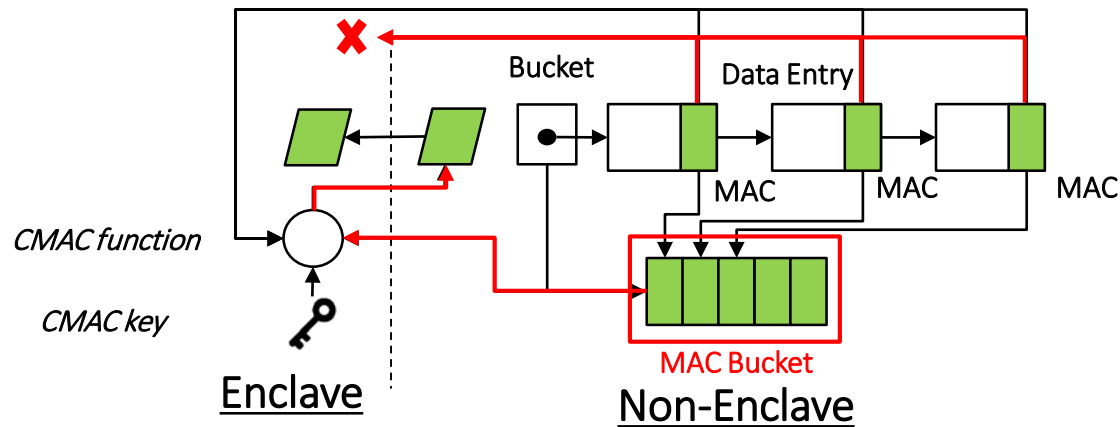 Bucket
Data Entry
MAC
MAC
MAC
CMAC function
CMAC key
MAC Bucket
Enclave
Non-Enclave